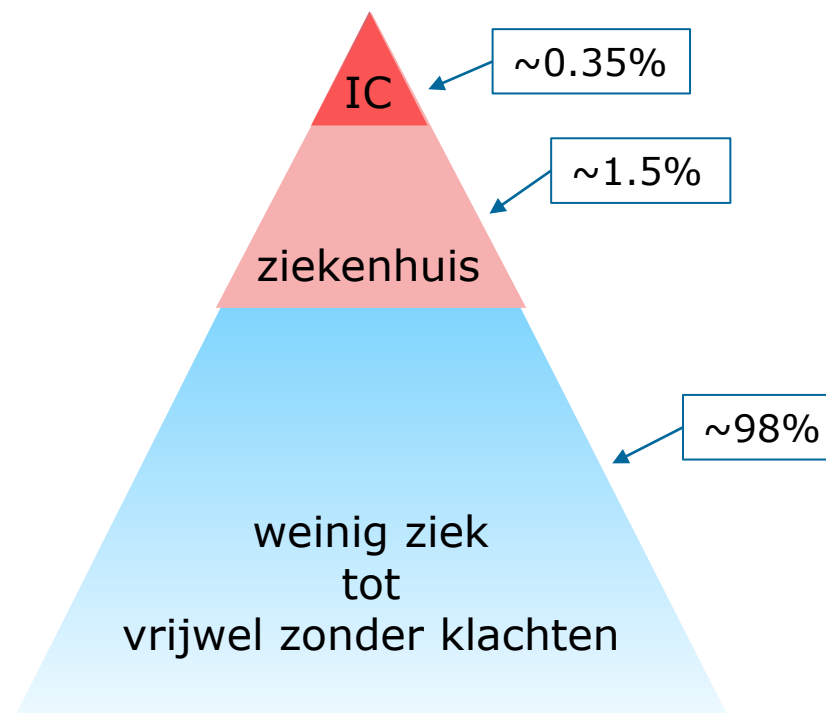 IC
~0.35%
~1.5%
ziekenhuis
~98%
weinig ziek
tot
vrijwel zonder klachten